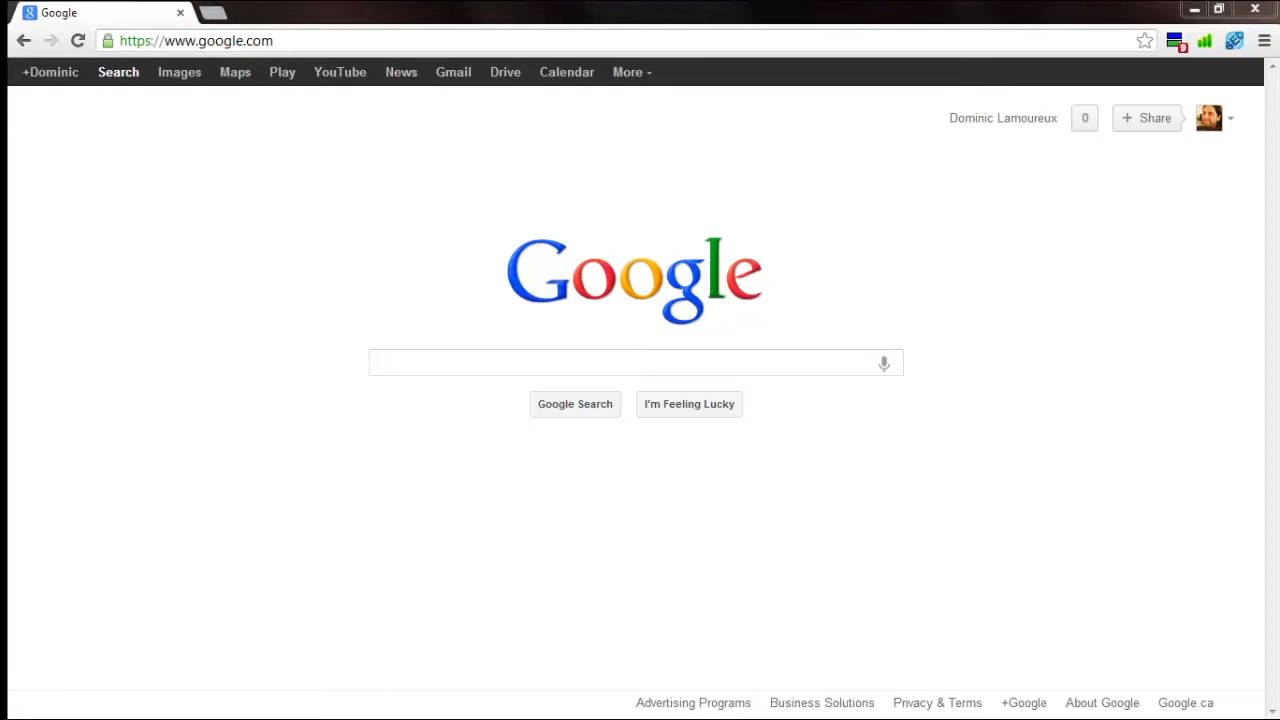 Google
https://www.google.com
+Dominic Search Images Maps Play YouTube News Gmail Drive Calendar More
Dominic Lamoureux 0 + Share
Google
Google Search I'm Feeling Lucky
Advertising Programs Business Solutions Privacy & Terms +Google About Google Google.ca